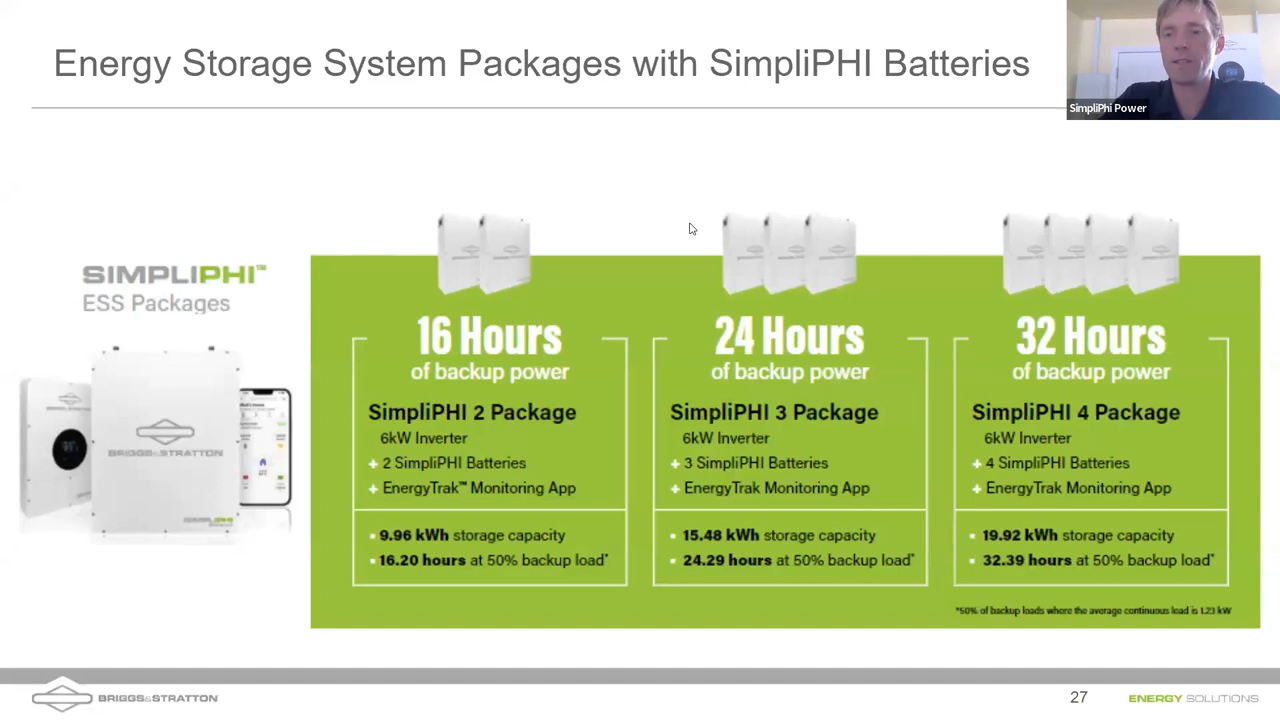 Energy Storage System Packages with SimpliPHI Batteries
SimpliPhi Power
SIMPLIPHI™
ESS Packages
BRIGGS&STRATTON
16 Hours
of backup power
SimpliPHI 2 Package
6kW Inverter
+ 2 SimpliPHI Batteries
+ EnergyTrak™ Monitoring App
▪ 9.96 kWh storage capacity
▪ 16.20 hours at 50% backup load*
24 Hours
of backup power
SimpliPHI 3 Package
6kW Inverter
+ 3 SimpliPHI Batteries
+ EnergyTrak Monitoring App
▪ 15.48 kWh storage capacity
▪ 24.29 hours at 50% backup load*
32 Hours
of backup power
SimpliPHI 4 Package
6kW Inverter
+ 4 SimpliPHI Batteries
+ EnergyTrak Monitoring App
▪ 19.92 kWh storage capacity
▪ 32.39 hours at 50% backup load*
*50% of backup loads where the average continuous load is 1.23 kW
BRIGGS&STRATTON
27
ENERGY SOLUTIONS